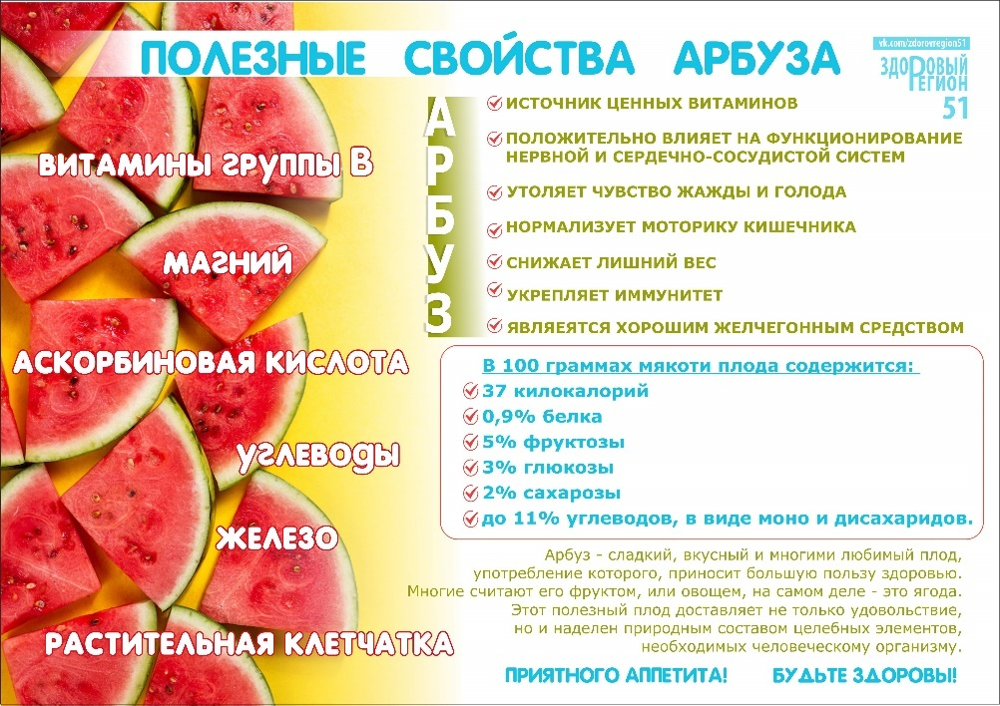 ПОЛЕЗНЫЕ СВОЙСТВА АРБУЗА
vk.com/zdorovregion51
ЗДОРОВЫЙ
РЕГИОН
51
ВИТАМИНЫ ГРУППЫ В
МАГНИЙ
АСКОРБИНОВАЯ КИСЛОТА
УГЛЕВОДЫ
ЖЕЛЕЗО
РАСТИТЕЛЬНАЯ КЛЕТЧАТКА
АРБУЗ
ИСТОЧНИК ЦЕННЫХ ВИТАМИНОВ
ПОЛОЖИТЕЛЬНО ВЛИЯЕТ НА ФУНКЦИОНИРОВАНИЕ
НЕРВНОЙ И СЕРДЕЧНО-СОСУДИСТОЙ СИСТЕМ
УТОЛЯЕТ ЧУВСТВО ЖАЖДЫ И ГОЛОДА
НОРМАЛИЗУЕТ МОТОРИКУ КИШЕЧНИКА
СНИЖАЕТ ЛИШНИЙ ВЕС
УКРЕПЛЯЕТ ИММУНИТЕТ
ЯВЛЯЕЯТСЯ ХОРОШИМ ЖЕЛЧЕГОННЫМ СРЕДСТВОМ
В 100 граммах мякоти плода содержится:
37 килокалорий
0,9% белка
5% фруктозы
3% глюкозы
2% сахарозы
до 11% углеводов, в виде моно и дисахаридов.
Арбуз - сладкий, вкусный и многими любимый плод,
употребление которого, приносит большую пользу здоровью.
Многие считают его фруктом, или овощем, на самом деле - это ягода.
Этот полезный плод доставляет не только удовольствие,
но и наделен природным составом целебных элементов,
необходимых человеческому организму.
ПРИЯТНОГО АППЕТИТА! БУДЬТЕ ЗДОРОВЫ!